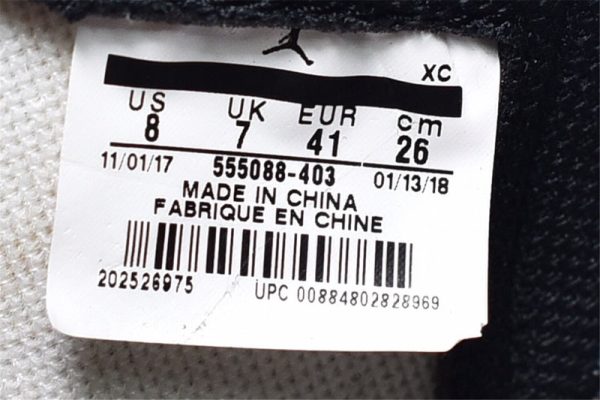 XC
US UK EUR cm
8 7 41 26
11/01/17 555088-403 01/13/18
MADE IN CHINA
FABRIQUE EN CHINE
202526975 UPC 00884802828969